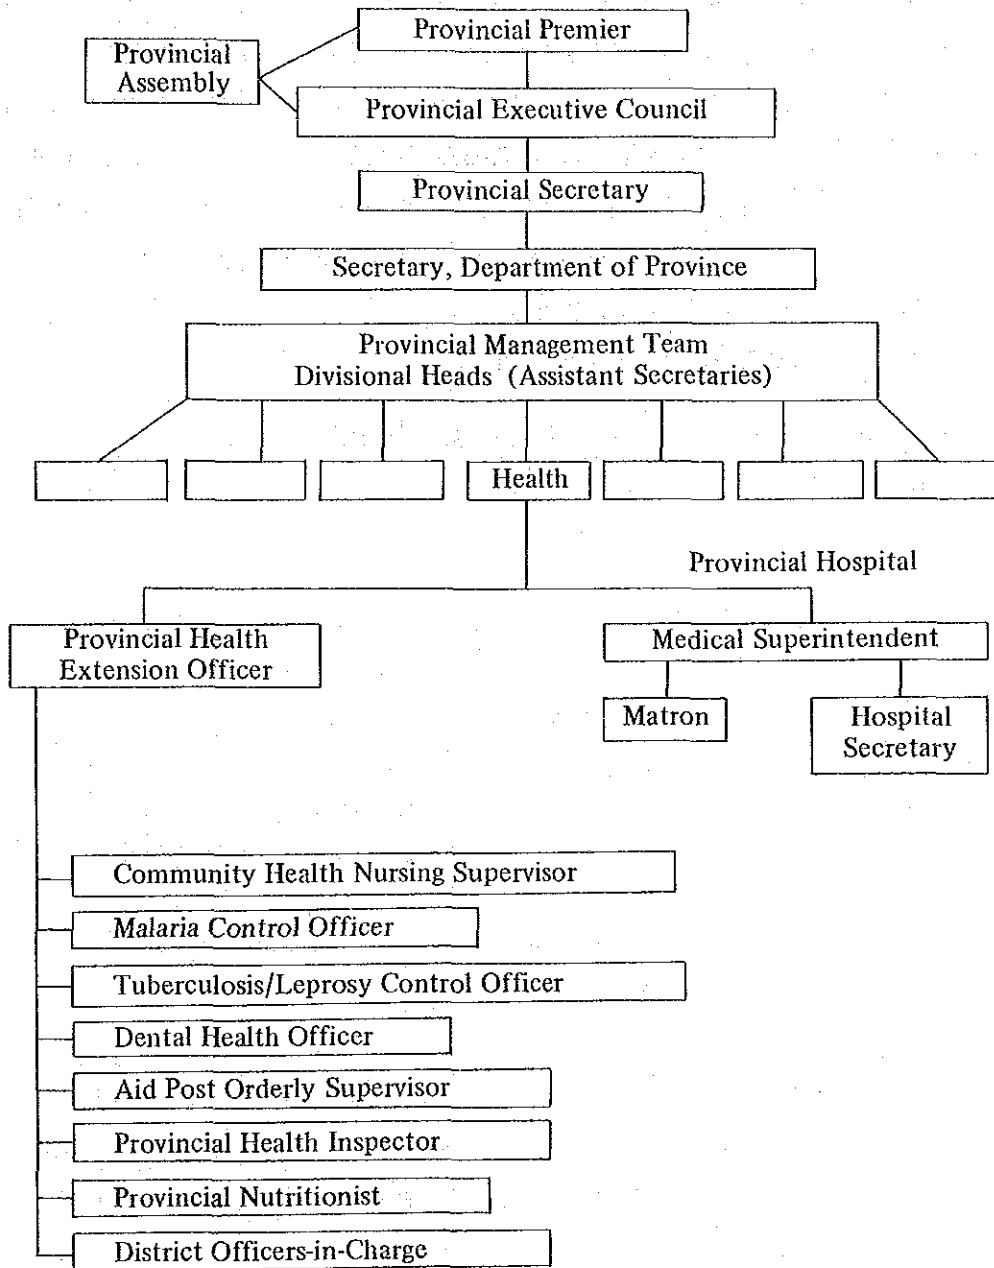 Provincial Premier
Provincial
Assembly
Provincial Executive Council
Provincial Secretary
Secretary, Department of Province
Provincial Management Team
Divisional Heads (Assistant Secretaries)
Health
Provincial Hospital
Provincial Health
Extension Officer
Medical Superintendent
Matron
Hospital
Secretary
Community Health Nursing Supervisor
Malaria Control Officer
Tuberculosis/Leprosy Control Officer
Dental Health Officer
Aid Post Orderly Supervisor
Provincial Health Inspector
Provincial Nutritionist
District Officers-in-Charge